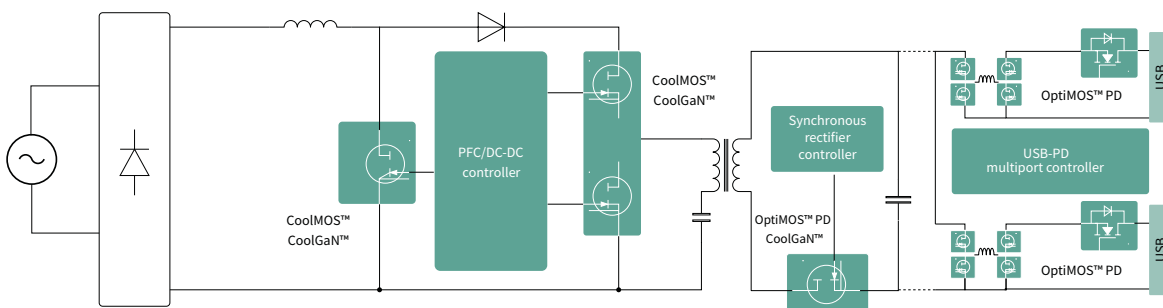 CoolMOS™
CoolGaN™
PFC/DC-DC
controller
CoolMOS™
CoolGaN™
Synchronous
rectifier
controller
OptiMOS™ PD
CoolGaN™
OptiMOS™ PD
USB
USB-PD
multiport controller
OptiMOS™ PD
USB